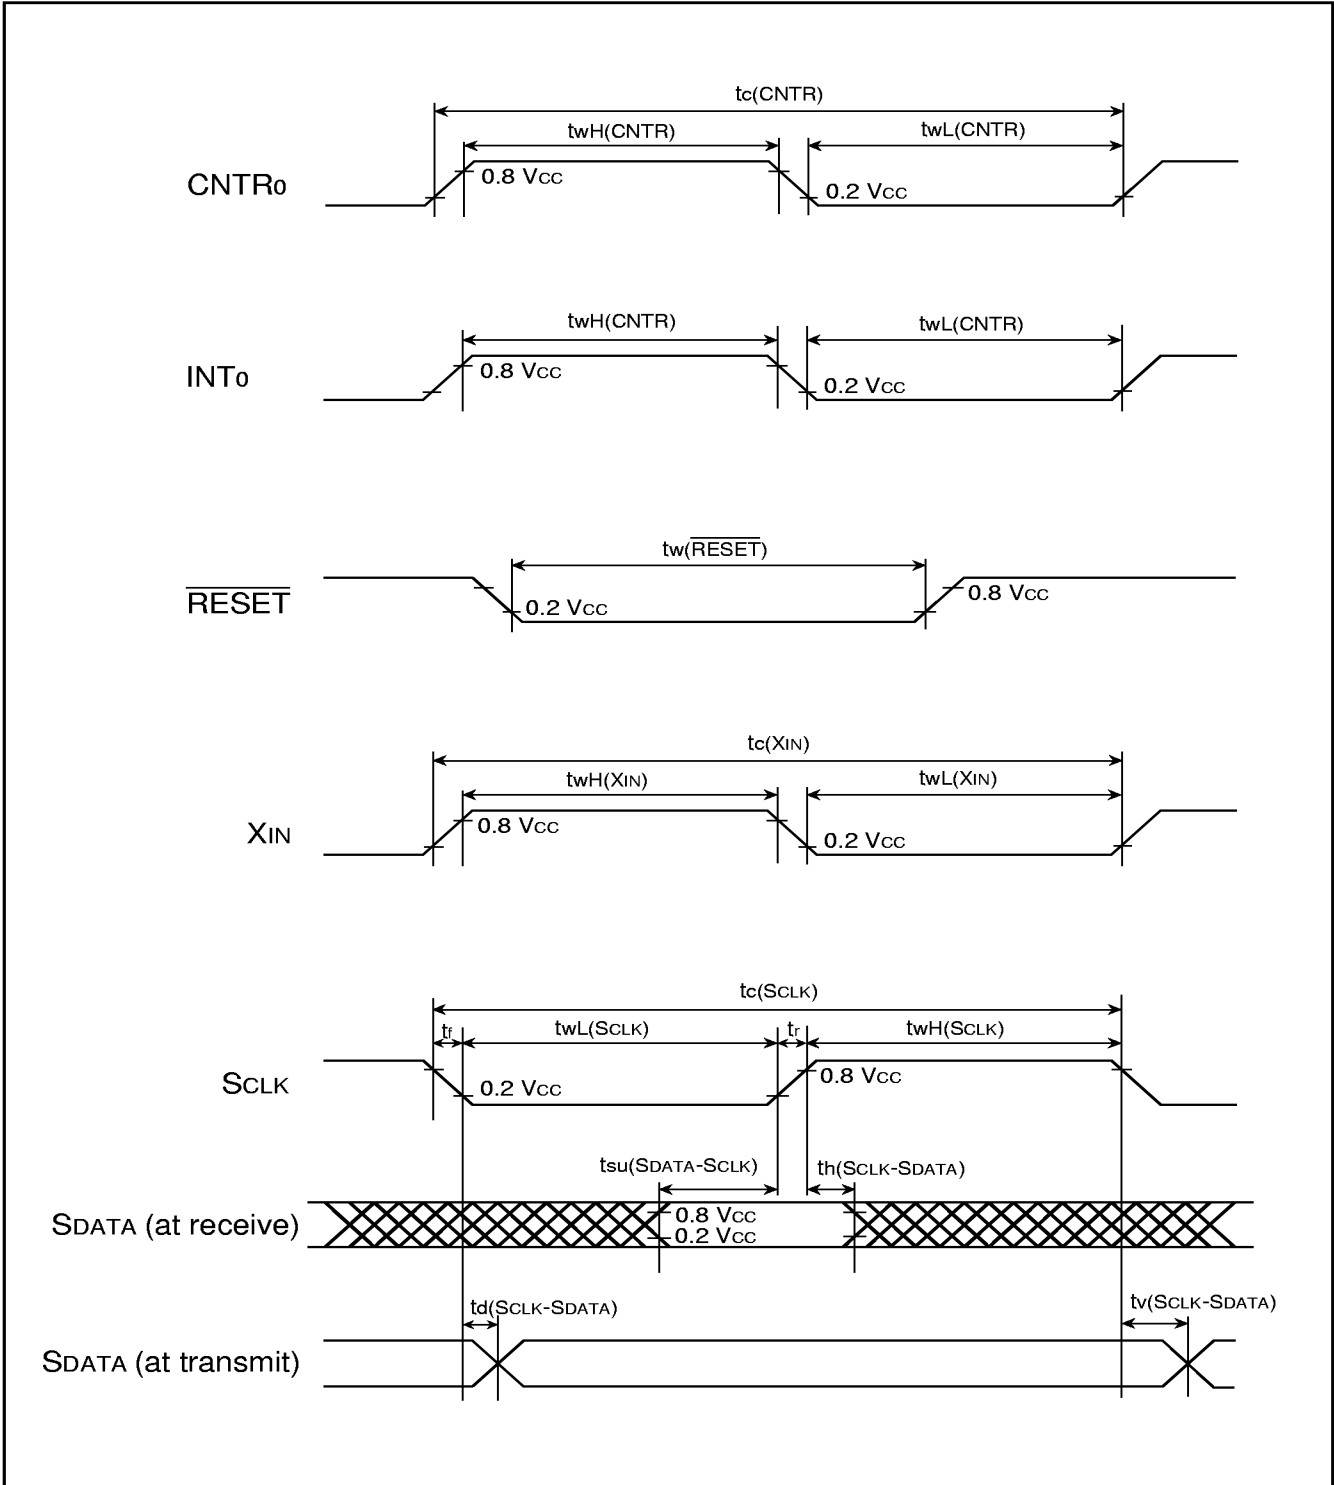 tc(CNTR)
twH(CNTR)
twL(CNTR)
CNTR0
0.8 VCC
0.2 VCC
twH(CNTR)
twL(CNTR)
INT0
0.8 VCC
0.2 VCC
tw(RESET)
RESET
0.2 VCC
0.8 VCC
tc(XIN)
twH(XIN)
twL(XIN)
XIN
0.8 VCC
0.2 VCC
tc(SCLK)
tf
twL(SCLK)
tr
twH(SCLK)
SCLK
0.2 VCC
0.8 VCC
tsu(SDATA-SCLK)
th(SCLK-SDATA)
SDATA (at receive)
0.8 VCC
0.2 VCC
td(SCLK-SDATA)
tv(SCLK-SDATA)
SDATA (at transmit)